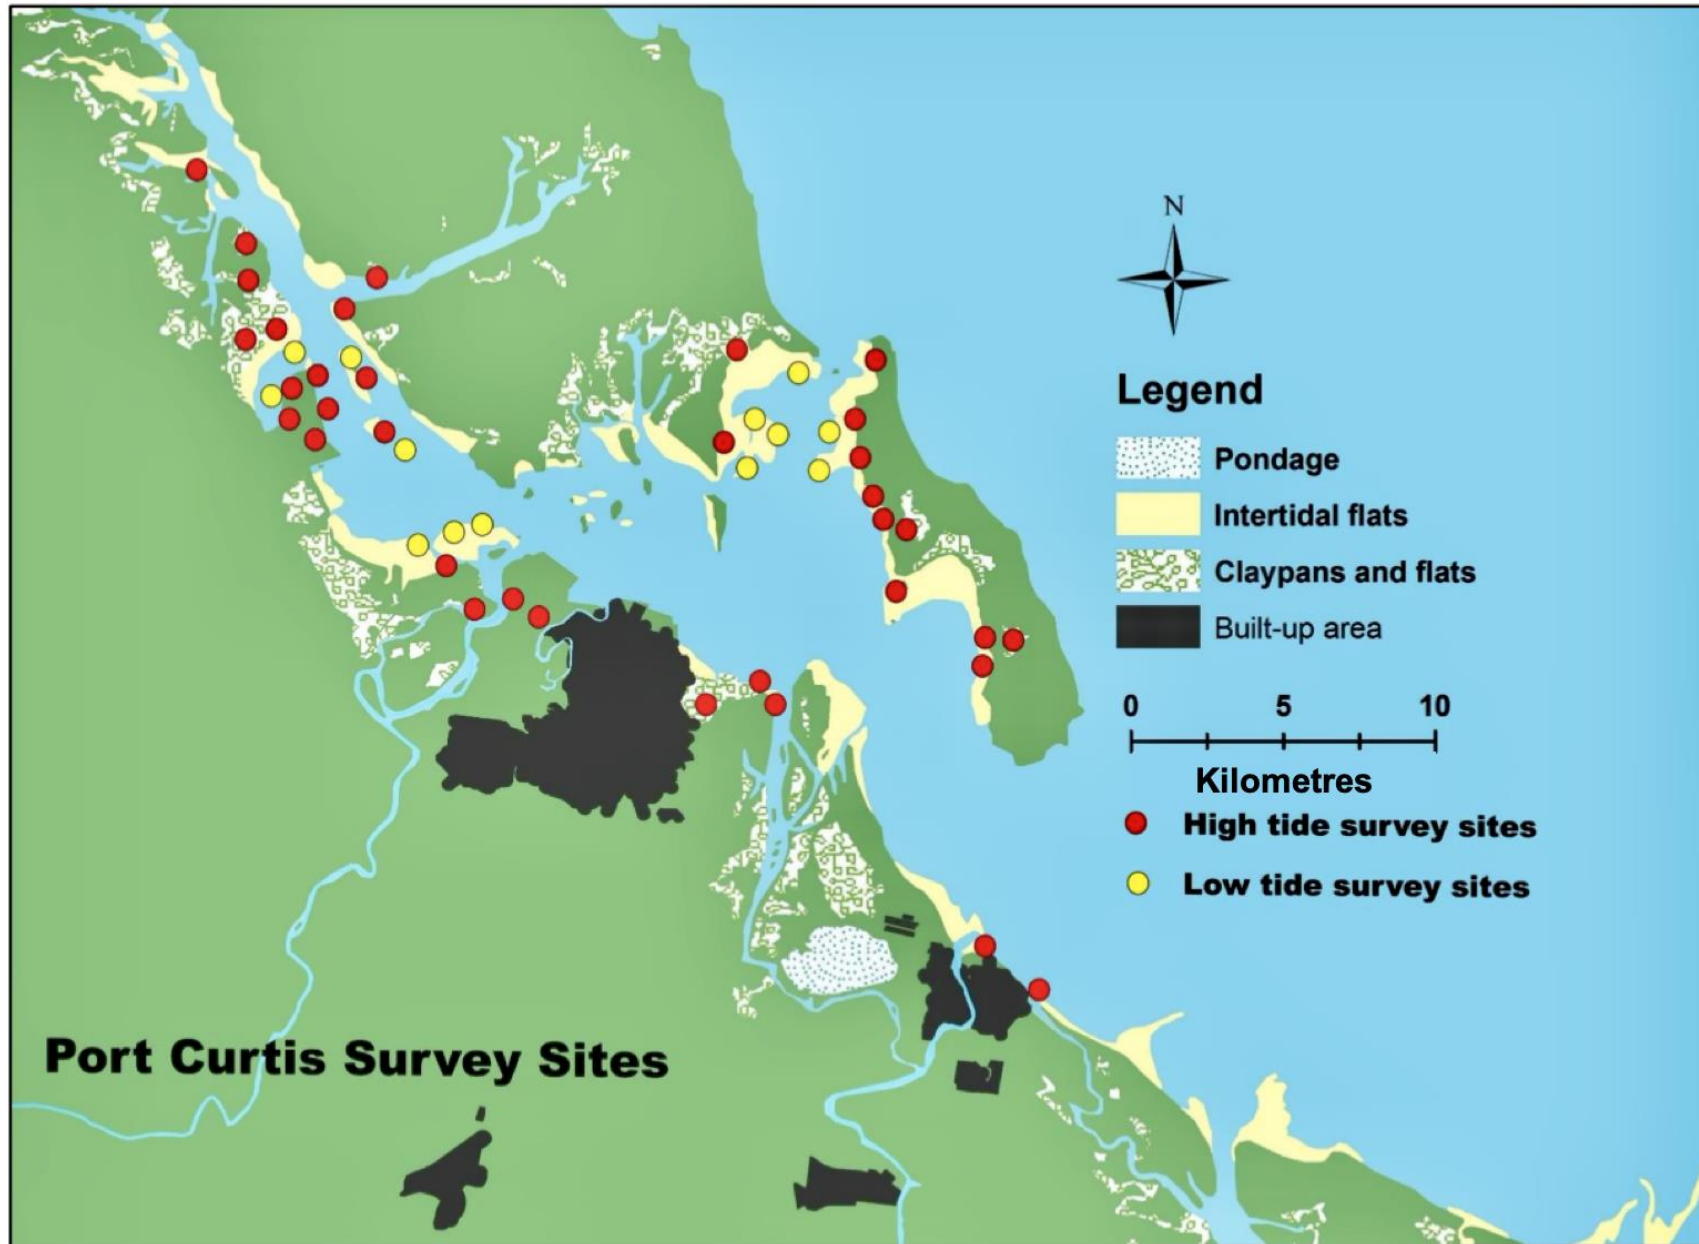 N
Legend
Pondage
Intertidal flats
Claypans and flats
Built-up area
0 5 10
Kilometres
High tide survey sites
Low tide survey sites
Port Curtis Survey Sites